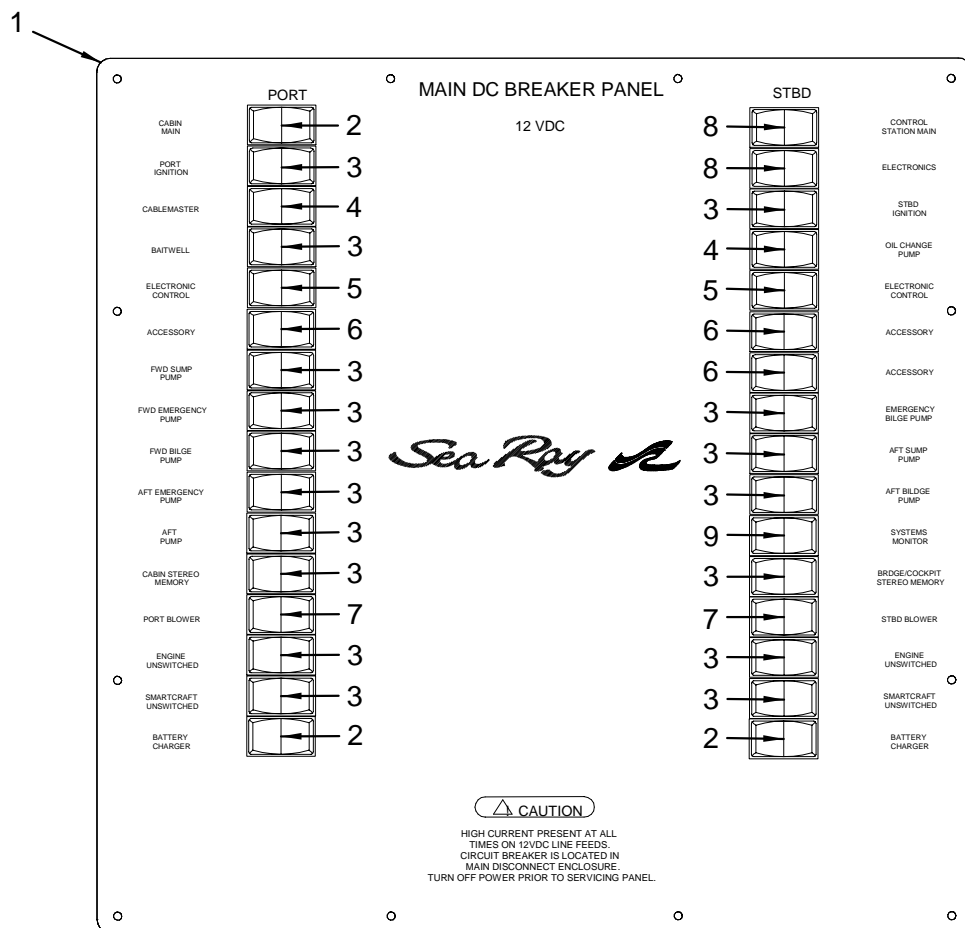 1
MAIN DC BREAKER PANEL
12 VDC
PORT
CABIN
MAIN
2
PORT
IGNITION
3
CABLEMASTER
4
BAITWELL
3
ELECTRONIC
CONTROL
5
ACCESSORY
6
FWD SUMP
PUMP
3
FWD EMERGENCY
PUMP
3
FWD BILGE
PUMP
3
AFT EMERGENCY
PUMP
3
AFT
PUMP
3
CABIN STEREO
MEMORY
3
PORT BLOWER
7
ENGINE
UNSWITCHED
3
SMARTCRAFT
UNSWITCHED
3
BATTERY
CHARGER
2
Sea Ray
STBD
8
CONTROL
STATION MAIN
8
ELECTRONICS
3
STBD
IGNITION
4
OIL CHANGE
PUMP
5
ELECTRONIC
CONTROL
6
ACCESSORY
6
ACCESSORY
3
EMERGENCY
BILGE PUMP
3
AFT SUMP
PUMP
3
AFT BILDGE
PUMP
9
SYSTEMS
MONITOR
3
BRDGE/COCKPIT
STEREO MEMORY
7
STBD BLOWER
3
ENGINE
UNSWITCHED
3
SMARTCRAFT
UNSWITCHED
2
BATTERY
CHARGER
CAUTION
HIGH CURRENT PRESENT AT ALL
TIMES ON 12VDC LINE FEEDS.
CIRCUIT BREAKER IS LOCATED IN
MAIN DISCONNECT ENCLOSURE.
TURN OFF POWER PRIOR TO SERVICING PANEL.